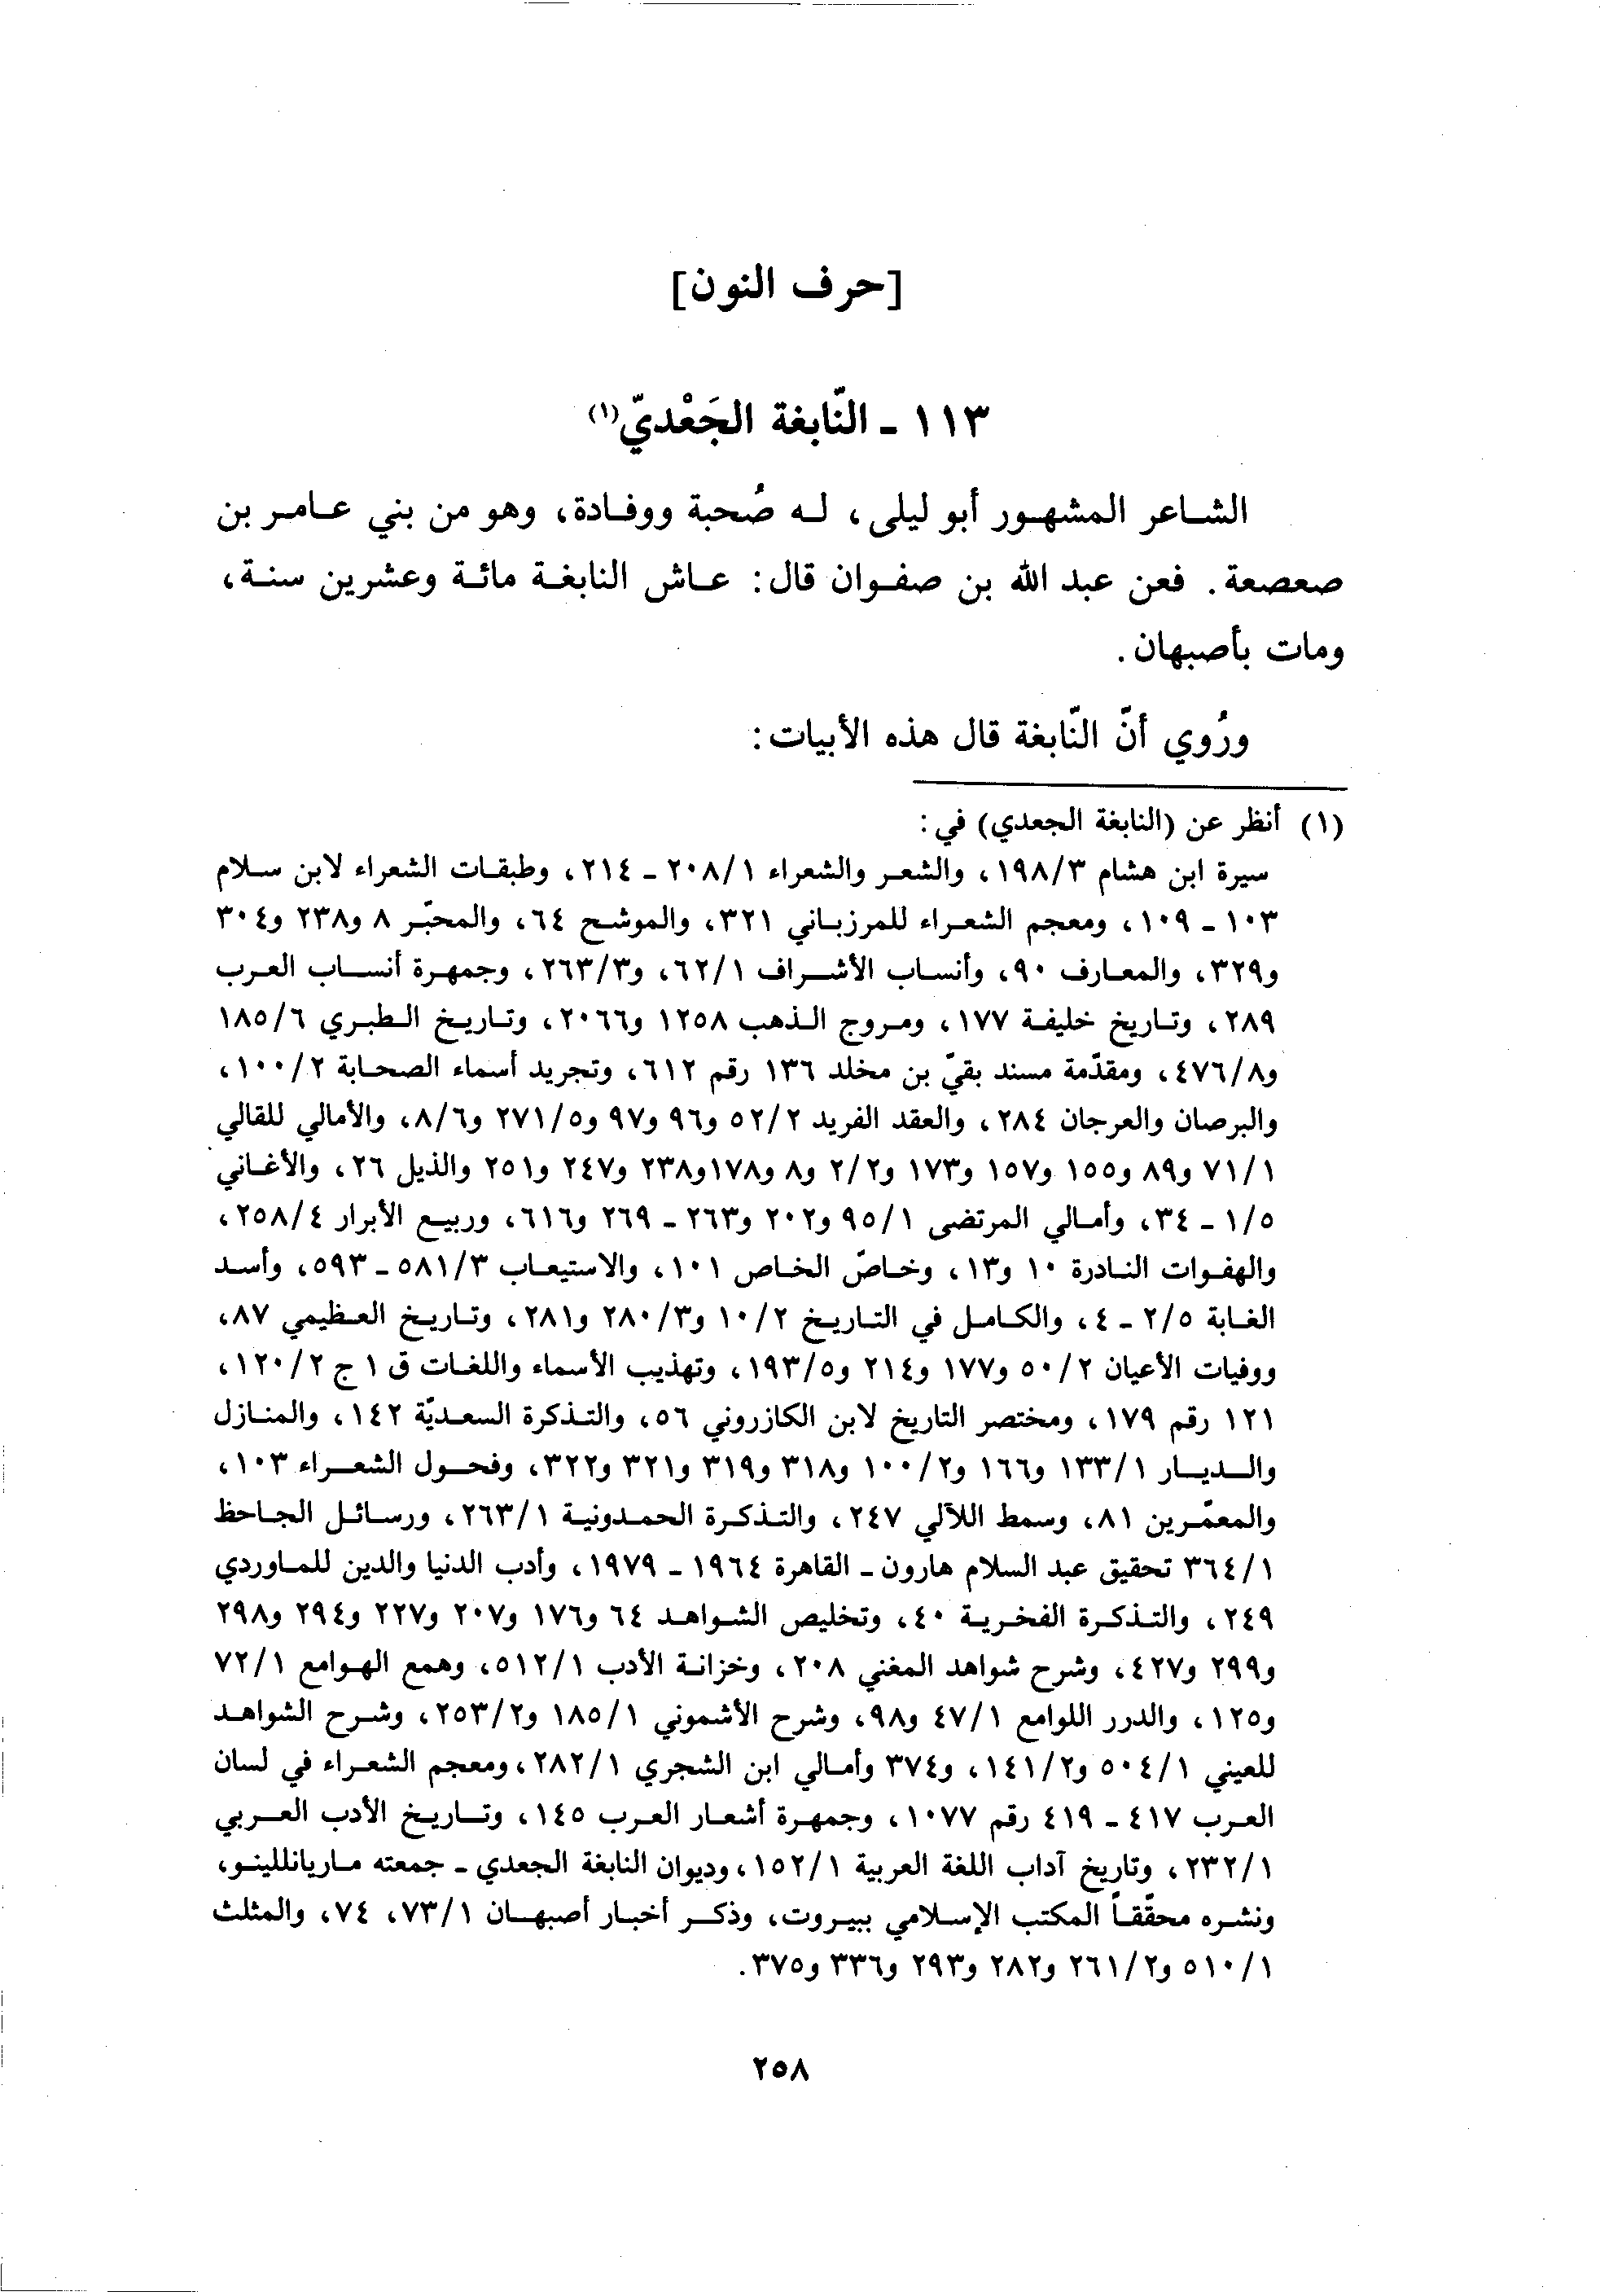 [حرف النون]
١١٣ ـ النّابغة الجَعْديّ(١)
الشاعر المشهور أبو ليلى، له صُحبة ووفادة، وهو من بني عامر بن
صعصعة. فعن عبد الله بن صفوان قال: عاش النابغة مائة وعشرين سنة،
ومات بأصبهان.
ورُوي أنّ النّابغة قال هذه الأبيات:
(١) أنظر عن (النابغة الجعدي) في:
سيرة ابن هشام ١٩٨/٣، والشعر والشعراء ٢٠٨/١ ـ ٢١٤، وطبقات الشعراء لابن سلام
١٠٣ ـ ١٠٩، ومعجم الشعراء للمرزباني ٣٢١، والموشح ٦٤، والمحبّر ٨ و٢٣٨ و٣٠٤
و٣٢٩، والمعارف ٩٠، وأنساب الأشراف ٦٢/١، و٢٦٣/٣، وجمهرة أنساب العرب
٢٨٩، وتاريخ خليفة ١٧٧، ومروج الذهب ١٢٥٨ و٢٠٦٦، وتاريخ الطبري ١٨٥/٦
و٤٧٦/٨، ومقدّمة مسند بقيّ بن مخلد ١٣٦ رقم ٦١٢، وتجريد أسماء الصحابة ١٠٠/٢،
والبرصان والعرجان ٢٨٤، والعقد الفريد ٥٢/٢ و٩٦ و٩٧ و٢٧١/٥ و٨/٦، والأمالي للقالي
٧١/١ و٨٩ و١٥٥ و١٥٧ و١٧٣ و٢/٢ و٨ و١٧٨و٢٣٨ و٢٤٧ و٢٥١ والذيل ٢٦، والأغاني
١/٥ ـ ٣٤، وأمالي المرتضى ٩٥/١ و٢٠٢ و٢٦٣ ـ ٢٦٩ و٦١٦، وربيع الأبرار ٢٥٨/٤،
والهفوات النادرة ١٠ و١٣، وخاصّ الخاص ١٠١، والاستيعاب ٥٨١/٣ ـ ٥٩٣، وأسد
الغابة ٢/٥ ـ ٤، والكامل في التاريخ ١٠/٢ و٢٨٠/٣ و٢٨١، وتاريخ العظيمي ٨٧،
ووفيات الأعيان ٥٠/٢ و١٧٧ و٢١٤ و١٩٣/٥، وتهذيب الأسماء واللغات ق ١ ج ١٢٠/٢،
١٢١ رقم ١٧٩، ومختصر التاريخ لابن الكازروني ٥٦، والتذكرة السعديّة ١٤٢، والمنازل
والديار ١٣٣/١ و١٦٦ و١٠٠/٢ و٣١٨ و٣١٩ و٣٢١ و٣٢٢، وفحول الشعراء ١٠٣،
والمعمّرين ٨١، وسمط اللآلي ٢٤٧، والتذكرة الحمدونية ٢٦٣/١، ورسائل الجاحظ
٣٦٤/١ تحقيق عبد السلام هارون ـ القاهرة ١٩٦٤ ـ ١٩٧٩، وأدب الدنيا والدين للماوردي
٢٤٩، والتذكرة الفخرية ٤٠، وتخليص الشواهد ٦٤ و١٧٦ و٢٠٧ و٢٢٧ و٢٩٤ و٢٩٨
و٢٩٩ و٤٢٧، وشرح شواهد المغني ٢٠٨، وخزانة الأدب ٥١٢/١، وهمع الهوامع ٧٢/١
و١٢٥، والدرر اللوامع ٤٧/١ و٩٨، وشرح الأشموني ١٨٥/١ و٢٥٣/٢، وشرح الشواهد
للعيني ٥٠٤/١ و١٤١/٢، و٣٧٤ وأمالي ابن الشجري ٢٨٢/١، ومعجم الشعراء في لسان
العرب ٤١٧ ـ ٤١٩ رقم ١٠٧٧، وجمهرة أشعار العرب ١٤٥، وتاريخ الأدب العربي
٢٣٢/١، وتاريخ آداب اللغة العربية ١٥٢/١، وديوان النابغة الجعدي ـ جمعته ماريانللينو،
ونشره محقّقاً المكتب الإسلامي ببيروت، وذكر أخبار أصبهان ٧٣/١، ٧٤، والمثلث
٥١٠/١ و٢٦١/٢ و٢٨٢ و٢٩٣ و٣٣٦ و٣٧٥.
٢٥٨